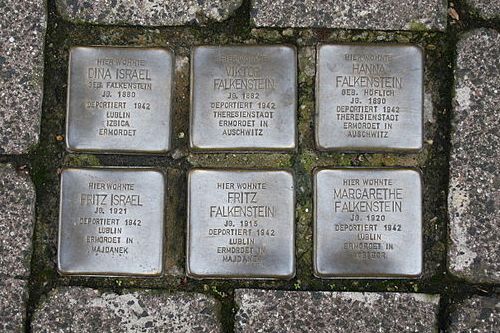 HIER WOHNTE
DINA ISRAEL
GEB. FALKENSTEIN
JG. 1880
DEPORTIERT 1942
LUBLIN
IZBICA
ERMORDET
HIER WOHNTE
VIKTOR
FALKENSTEIN
JG. 1882
DEPORTIERT 1942
THERESIENSTADT
ERMORDET IN
AUSCHWITZ
HIER WOHNTE
HANNA
FALKENSTEIN
GEB. HÖFLICH
JG. 1890
DEPORTIERT 1942
THERESIENSTADT
ERMORDET IN
AUSCHWITZ
HIER WOHNTE
FRITZ ISRAEL
JG. 1921
DEPORTIERT 1942
LUBLIN
ERMORDET IN
MAJDANEK
HIER WOHNTE
FRITZ
FALKENSTEIN
JG. 1915
DEPORTIERT 1942
LUBLIN
ERMORDET IN
MAJDANEK
HIER WOHNTE
MARGARETHE
FALKENSTEIN
JG. 1920
DEPORTIERT 1942
LUBLIN
ERMORDET IN